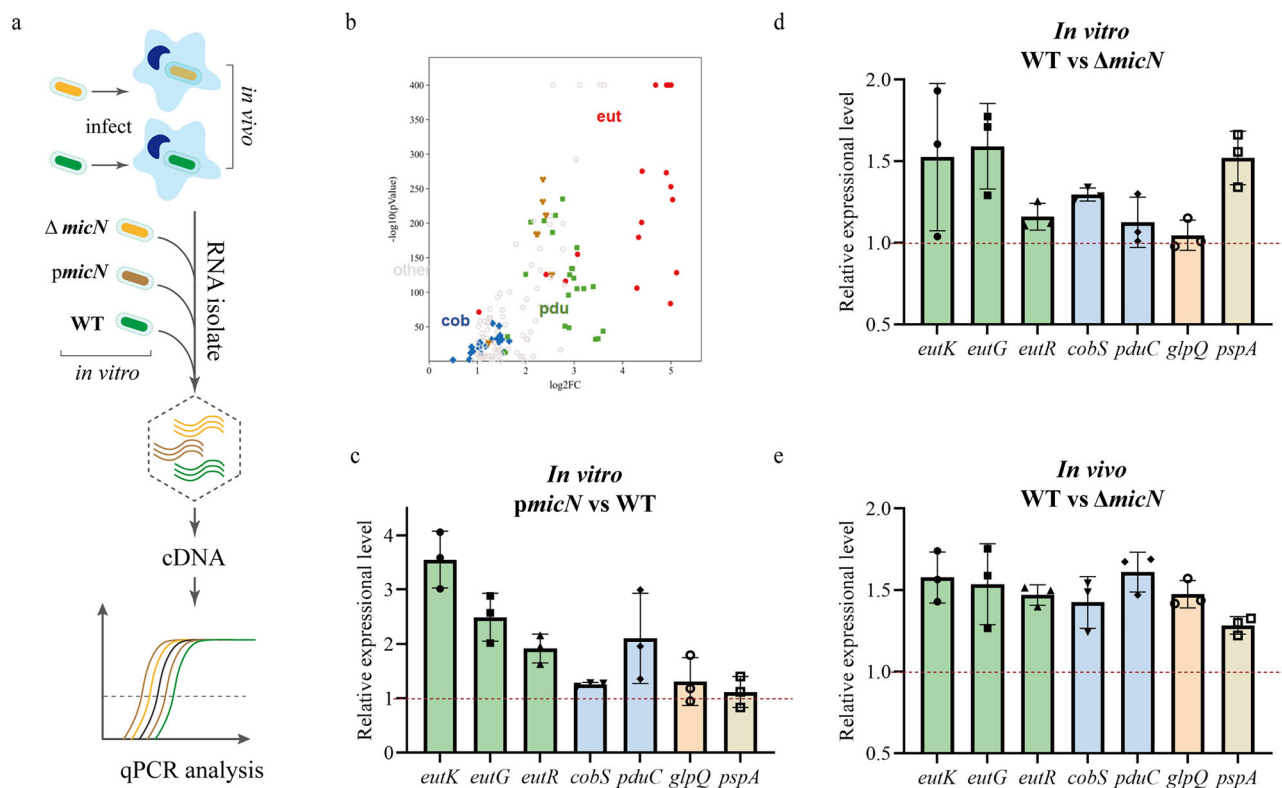 a
infect
in vivo
Δ micN
pmicN
WT
in vitro
RNA isolate
cDNA
qPCR analysis
b
-log10(pValue)
400
350
300
250
200
150
100
50
0
1
2
3
4
5
log2FC
eut
other
pdu
cob
c
In vitro
pmicN vs WT
Relative expressional level
4
3
2
1
0
eutK eutG eutR cobS pduC glpQ pspA
d
In vitro
WT vs ΔmicN
Relative expressional level
2.0
1.5
1.0
0.5
eutK eutG eutR cobS pduC glpQ pspA
e
In vivo
WT vs ΔmicN
Relative expressional level
2.0
1.5
1.0
0.5
eutK eutG eutR cobS pduC glpQ pspA